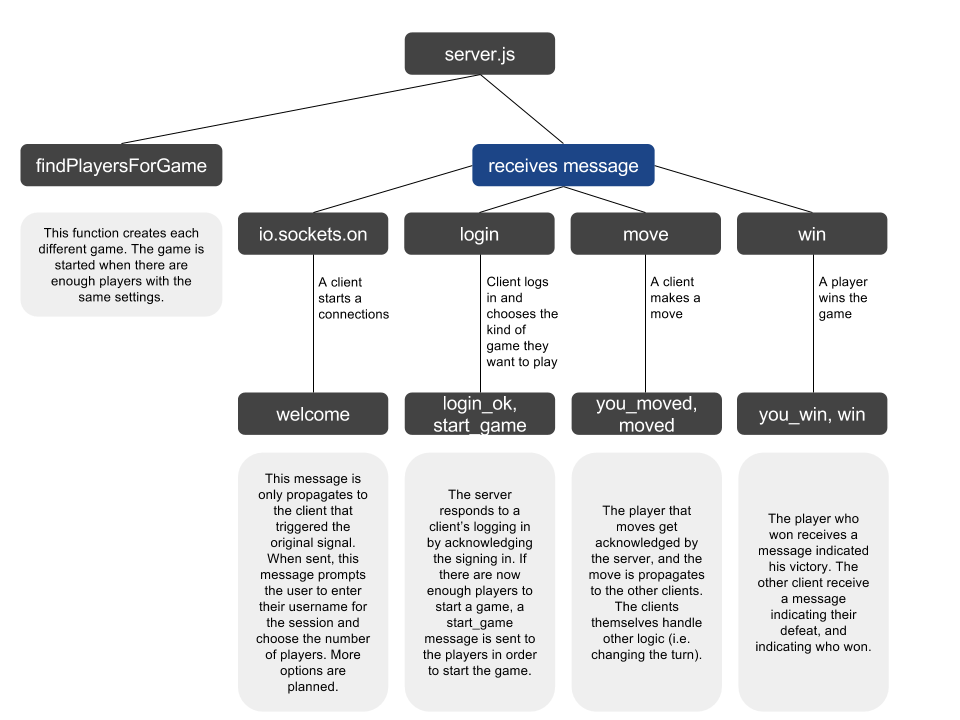 server.js
findPlayersForGame
receives message
This function creates each
different game. The game is
started when there are
enough players with the
same settings.
io.sockets.on
login
move
win
A client
starts a
connections
Client logs
in and
chooses the
kind of
game they
want to play
A client
makes a
move
A player
wins the
game
welcome
login_ok,
start_game
you_moved,
moved
you_win, win
This message is
only propagates to
the client that
triggered the
original signal.
When sent, this
message prompts
the user to enter
their username for
the session and
choose the number
of players. More
options are
planned.
The server
responds to a
client's logging in
by acknowledging
the signing in. If
there are now
enough players to
start a game, a
start_game
message is sent to
the players in order
to start the game.
The player that
moves get
acknowledged by
the server, and the
move is propagates
to the other clients.
The clients
themselves handle
other logic (i.e.
changing the turn).
The player who
won receives a
message indicated
his victory. The
other client receive
a message
indicating their
defeat, and
indicating who won.